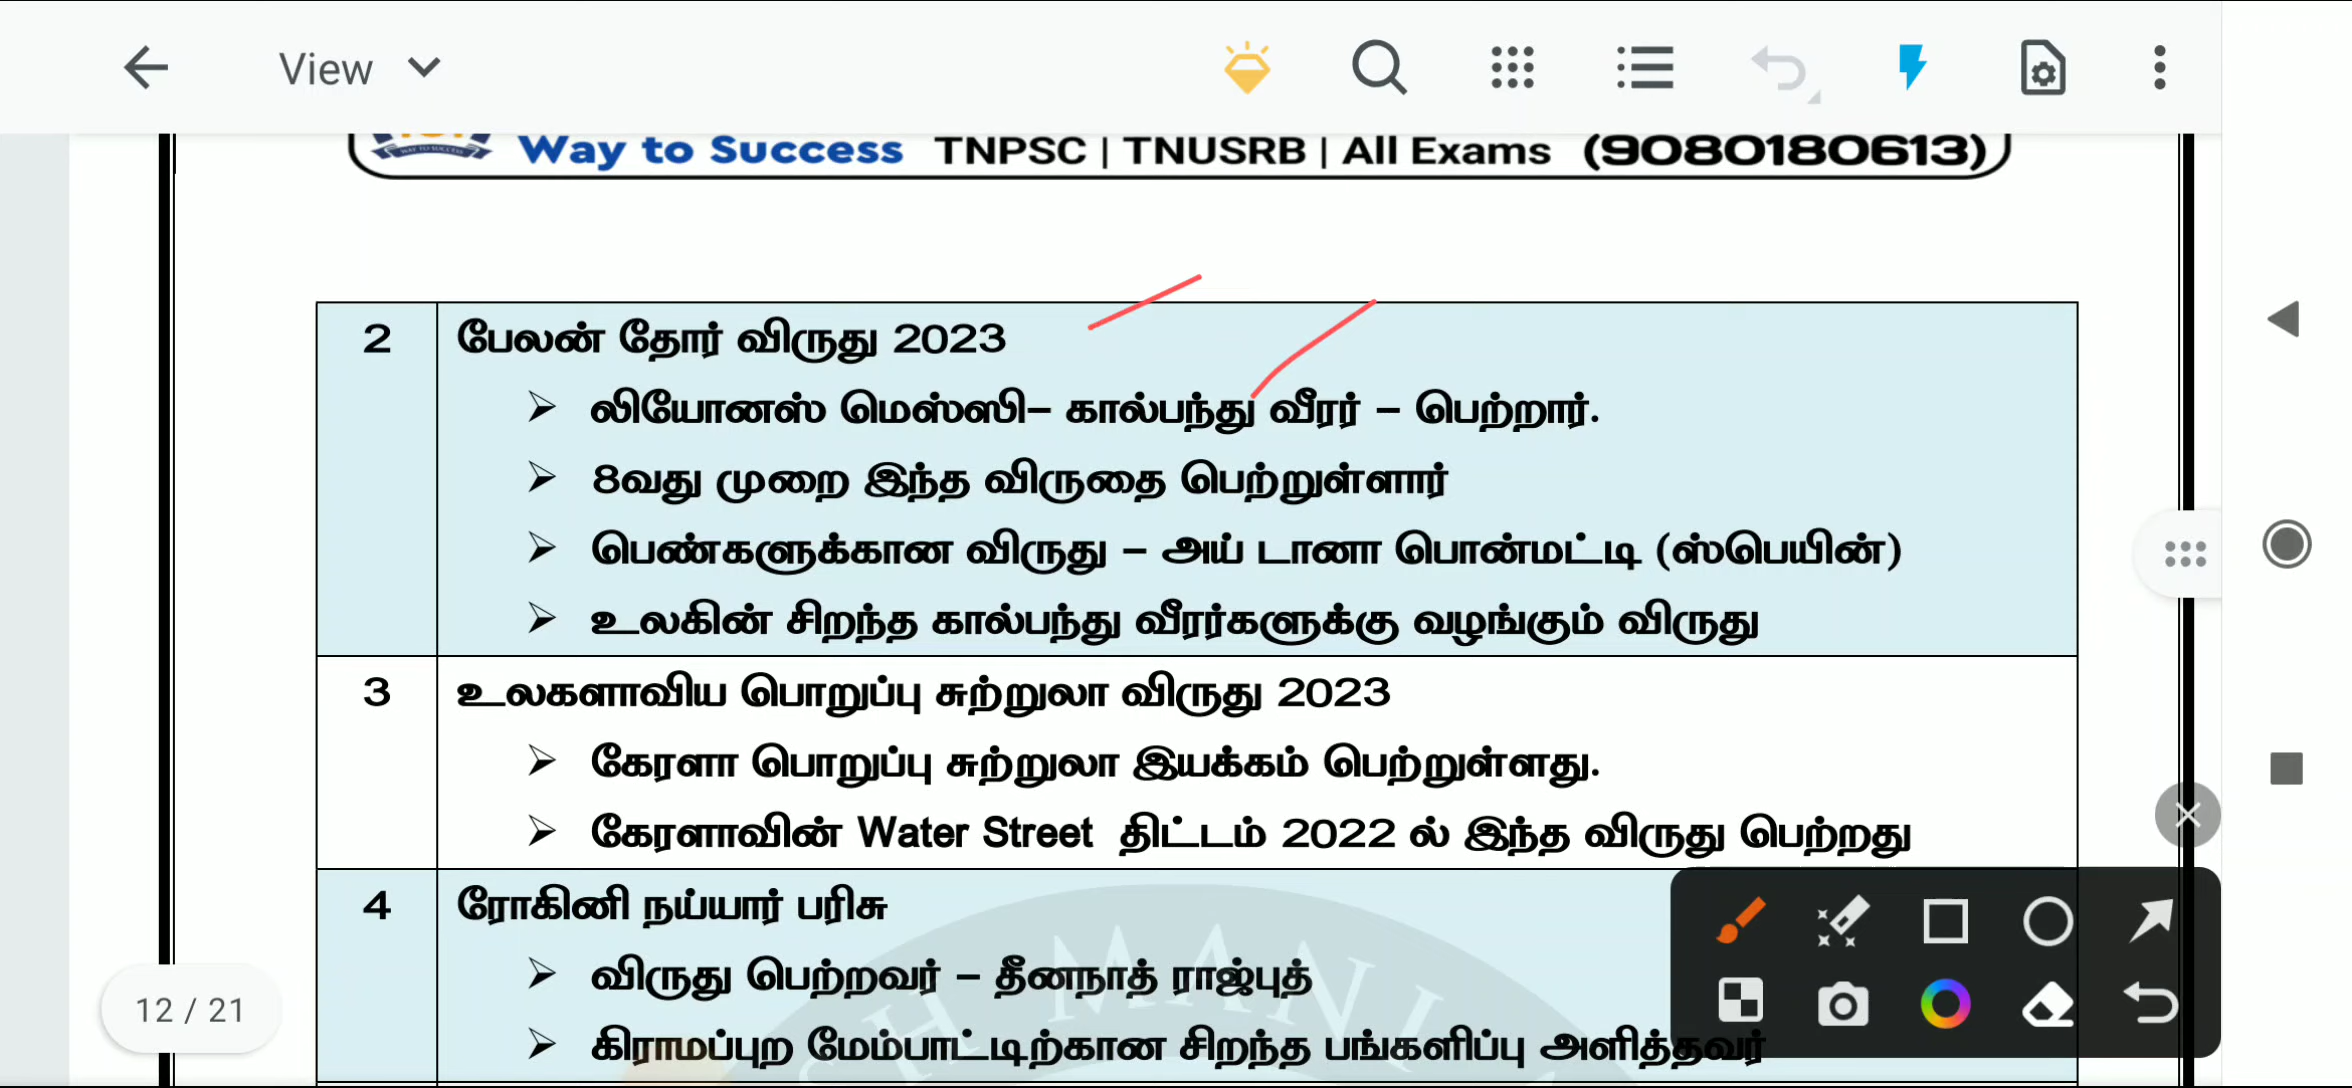 View
Way to Success TNPSC | TNUSRB | All Exams (9080180613)
2 பேலன் தோர் விருது 2023
➢ லியோனஸ் மெஸ்ஸி– கால்பந்து வீரர் – பெற்றார்.
➢ 8வது முறை இந்த விருதை பெற்றுள்ளார்
➢ பெண்களுக்கான விருது – அய் டாணா பொன்மட்டி (ஸ்பெயின்)
➢ உலகின் சிறந்த கால்பந்து வீரர்களுக்கு வழங்கும் விருது
3 உலகளாவிய பொறுப்பு சுற்றுலா விருது 2023
➢ கேரளா பொறுப்பு சுற்றுலா இயக்கம் பெற்றுள்ளது.
➢ கேரளாவின் Water Street திட்டம் 2022 ல் இந்த விருது பெற்றது
4 ரோகினி நய்யார் பரிசு
➢ விருது பெற்றவர் – தீனநாத் ராஜ்புத்
➢ கிராமப்புற மேம்பாட்டிற்கான சிறந்த பங்களிப்பு அளித்தவர்
12 / 21